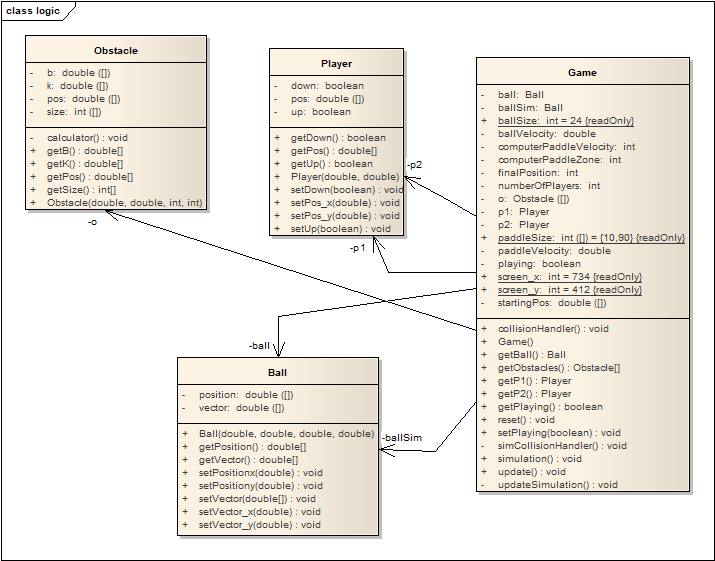 class logic
Obstacle
- b: double ([])
- k: double ([])
- pos: double ([])
- size: int ([])
- calculator() : void
+ getB() : double[]
+ getK() : double[]
+ getPos() : double[]
+ getSize() : int[]
+ Obstacle(double, double, int, int)
-o
Player
- down: boolean
- pos: double ([])
- up: boolean
+ getDown() : boolean
+ getPos() : double[]
+ getUp() : boolean
+ Player(double, double)
+ setDown(boolean) : void
+ setPos_x(double) : void
+ setPos_y(double) : void
+ setUp(boolean) : void
-p2
-p1
Game
- ball: Ball
- ballSim: Ball
+ ballSize: int = 24 {readOnly}
- ballVelocity: double
- computerPaddleVelocity: int
- computerPaddleZone: int
- finalPosition: int
- numberOfPlayers: int
- o: Obstacle ([])
- p1: Player
- p2: Player
+ paddleSize: int ([]) = {10,90} {readOnly}
- paddleVelocity: double
- playing: boolean
+ screen_x: int = 734 {readOnly}
+ screen_y: int = 412 {readOnly}
- startingPos: double ([])
+ collisionHandler() : void
+ Game()
+ getBall() : Ball
+ getObstacles() : Obstacle[]
+ getP1() : Player
+ getP2() : Player
+ getPlaying() : boolean
+ reset() : void
+ setPlaying(boolean) : void
- simCollisionHandler() : void
+ simulation() : void
+ update() : void
- updateSimulation() : void
-ball
Ball
- position: double ([])
- vector: double ([])
+ Ball(double, double, double, double)
+ getPosition() : double[]
+ getVector() : double[]
+ setPositionx(double) : void
+ setPositiony(double) : void
+ setVector(double[]) : void
+ setVector_x(double) : void
+ setVector_y(double) : void
-ballSim